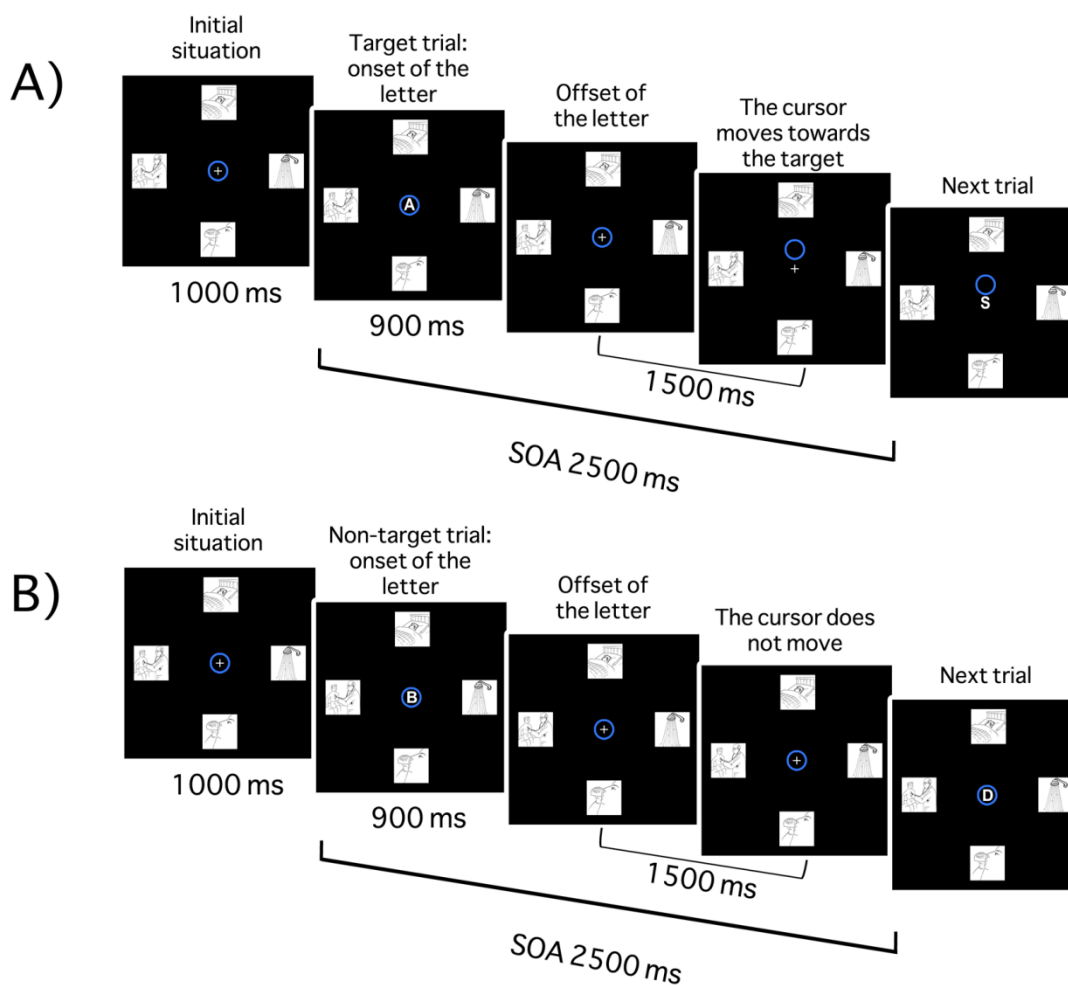 A)
Initial
situation
Target trial:
onset of the
letter
Offset of
the letter
The cursor
moves towards
the target
Next trial
A
S
1000 ms
900 ms
1500 ms
SOA 2500 ms
B)
Initial
situation
Non-target trial:
onset of the
letter
Offset of
the letter
The cursor does
not move
Next trial
B
D
1000 ms
900 ms
1500 ms
SOA 2500 ms